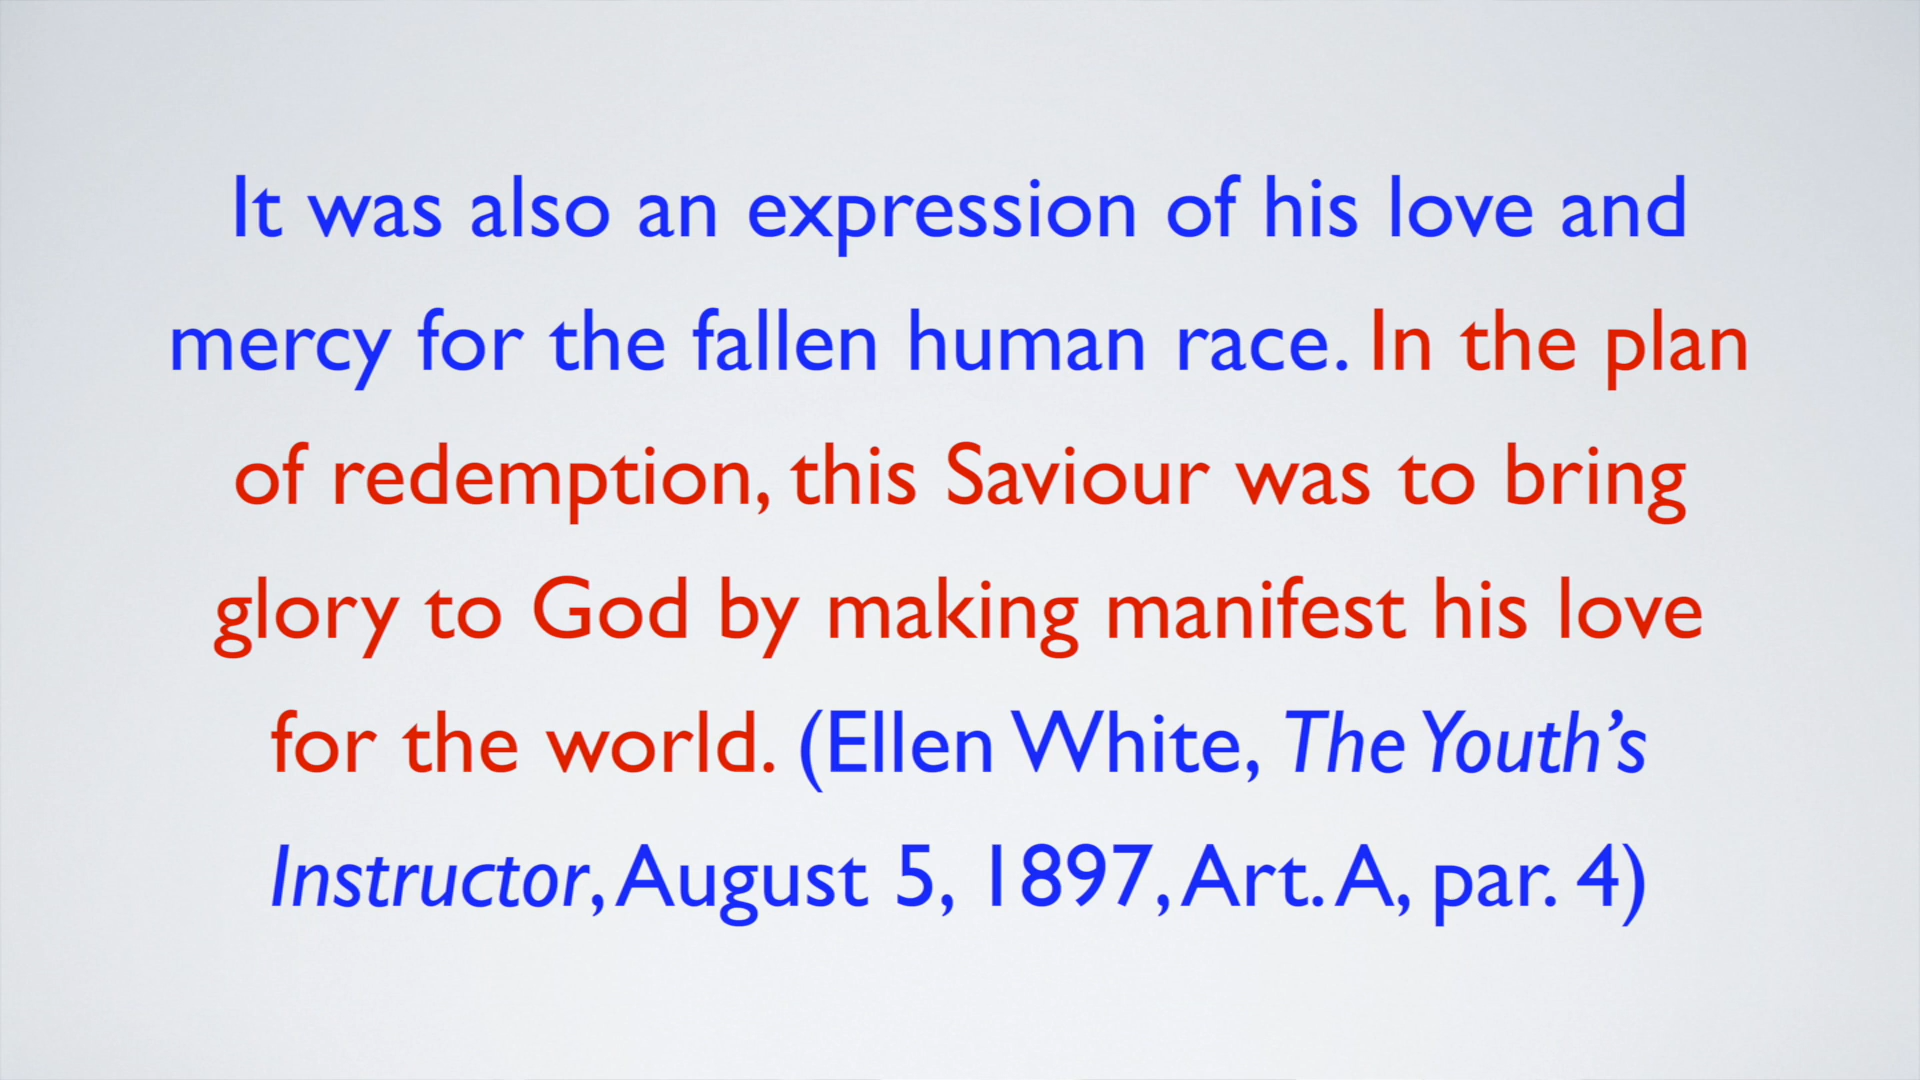 It was also an expression of his love and
mercy for the fallen human race. In the plan
of redemption, this Saviour was to bring
glory to God by making manifest his love
for the world. (Ellen White, The Youth’s
Instructor, August 5, 1897, Art. A, par. 4)